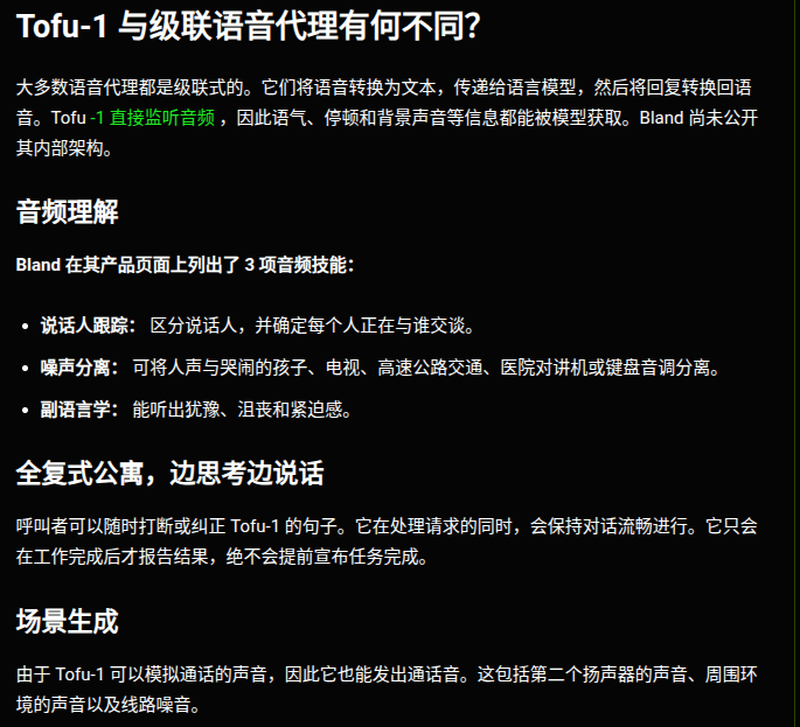 Tofu-1 与级联语音代理有何不同？
大多数语音代理都是级联式的。它们将语音转换为文本，传递给语言模型，然后将回复转换回语
音。Tofu -1 直接监听音频 ，因此语气、停顿和背景声音等信息都能被模型获取。Bland 尚未公开
其内部架构。
音频理解
Bland 在其产品页面上列出了 3 项音频技能：
• 说话人跟踪： 区分说话人，并确定每个人正在与谁交谈。
• 噪声分离： 可将人声与哭闹的孩子、电视、高速公路交通、医院对讲机或键盘音调分离。
• 副语言学： 能听出犹豫、沮丧和紧迫感。
全复式公寓，边思考边说话
呼叫者可以随时打断或纠正 Tofu-1 的句子。它在处理请求的同时，会保持对话流畅进行。它只会
在工作完成后才报告结果，绝不会提前宣布任务完成。
场景生成
由于 Tofu-1 可以模拟通话的声音，因此它也能发出通话音。这包括第二个扬声器的声音、周围环
境的声音以及线路噪音。